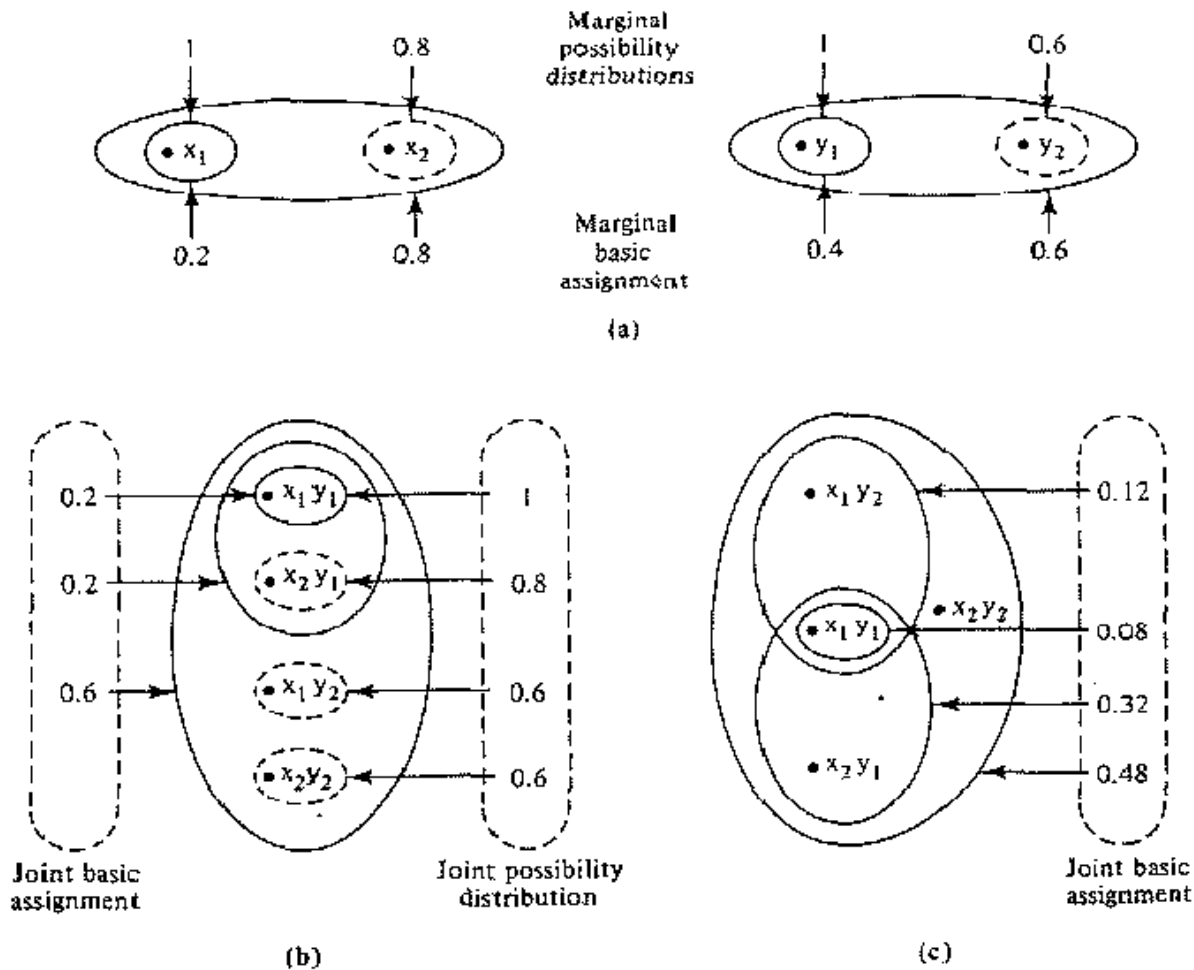 1
0.8
Marginal
possibility
distributions
1
0.6
x₁
x₂
y₁
y₂
0.2
0.8
Marginal
basic
assignment
0.4
0.6
(a)
0.2
x₁ y₁
1
0.2
x₂ y₁
0.8
0.6
x₁ y₂
0.6
x₂ y₂
0.6
Joint basic
assignment
Joint possibility
distribution
(b)
x₁ y₂
0.12
x₂ y₂
x₁ y₁
0.08
0.32
x₂ y₁
0.48
Joint basic
assignment
(c)